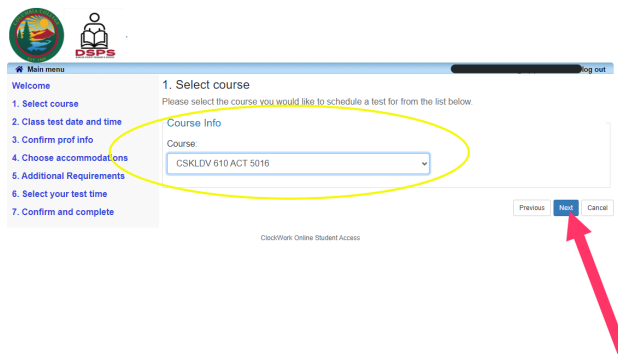 DSPS
Main menu
log out
Welcome
1. Select course
2. Class test date and time
3. Confirm prof info
4. Choose accommodations
5. Additional Requirements
6. Select your test time
7. Confirm and complete
1. Select course
Please select the course you would like to schedule a test for from the list below.
Course Info
Course:
CSKLDV 610 ACT 5016
Previous Next Cancel
ClockWork Online Student Access